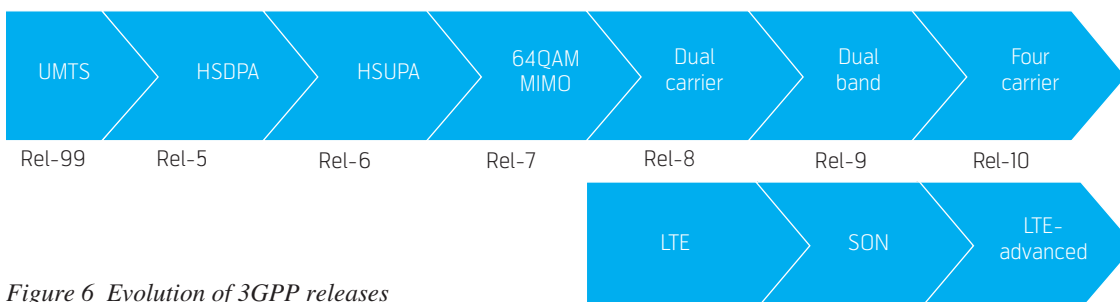 UMTS
HSDPA
HSUPA
64QAM
MIMO
Dual
carrier
Dual
band
Four
carrier
Rel-99
Rel-5
Rel-6
Rel-7
Rel-8
Rel-9
Rel-10
LTE
SON
LTE-
advanced
Figure 6 Evolution of 3GPP releases